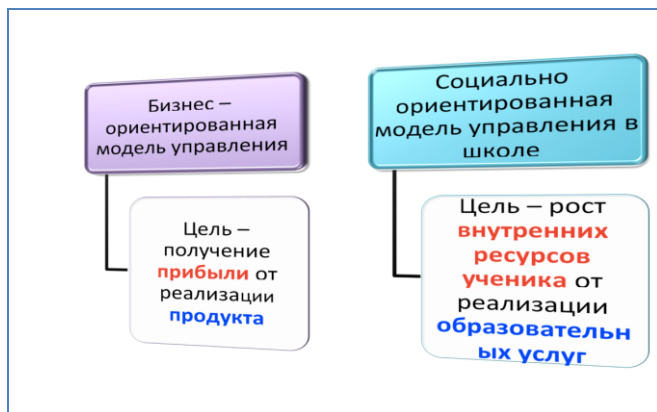 Бизнес –
ориентированная
модель управления
Цель –
получение
прибыли от
реализации
продукта
Социально
ориентированная
модель управления в
школе
Цель – рост
внутренних
ресурсов
ученика от
реализации
образовательн
ых услуг